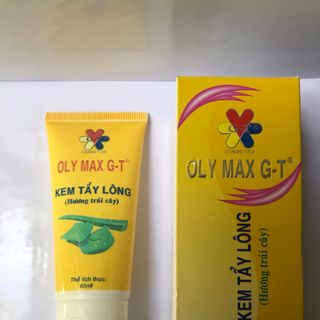 COSMETICS
OLY MAX G-T®
KEM TẨY LÔNG
(Hương trái cây)
Thể tích thực:
65ml
COSMETICS
OLY MAX G-T®
KEM TẨY LÔNG
(Hương trái cây)